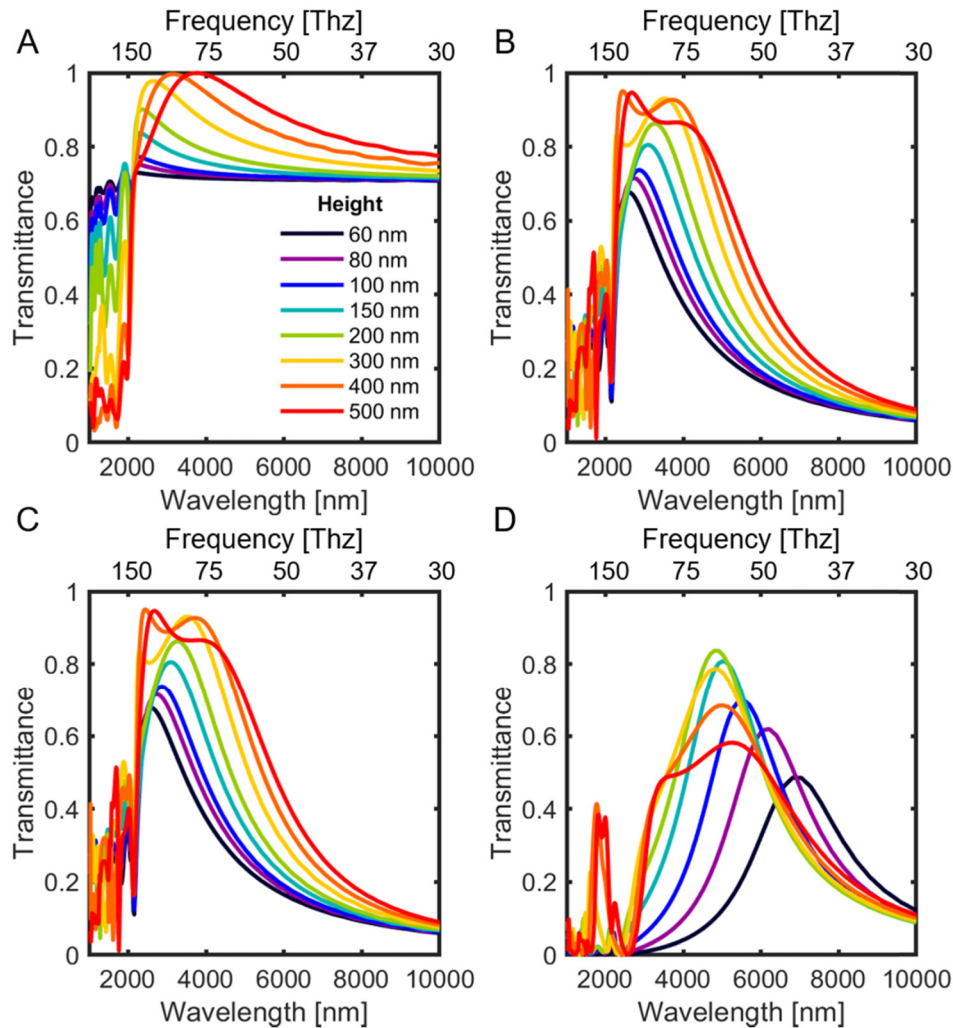 A
Frequency [Thz]
150 75 50 37 30
Transmittance
1
0.8
0.6
0.4
0.2
0
Height
60 nm
80 nm
100 nm
150 nm
200 nm
300 nm
400 nm
500 nm
2000 4000 6000 8000 10000
Wavelength [nm]
B
Frequency [Thz]
150 75 50 37 30
Transmittance
1
0.8
0.6
0.4
0.2
0
2000 4000 6000 8000 10000
Wavelength [nm]
C
Frequency [Thz]
150 75 50 37 30
Transmittance
1
0.8
0.6
0.4
0.2
0
2000 4000 6000 8000 10000
Wavelength [nm]
D
Frequency [Thz]
150 75 50 37 30
Transmittance
1
0.8
0.6
0.4
0.2
0
2000 4000 6000 8000 10000
Wavelength [nm]